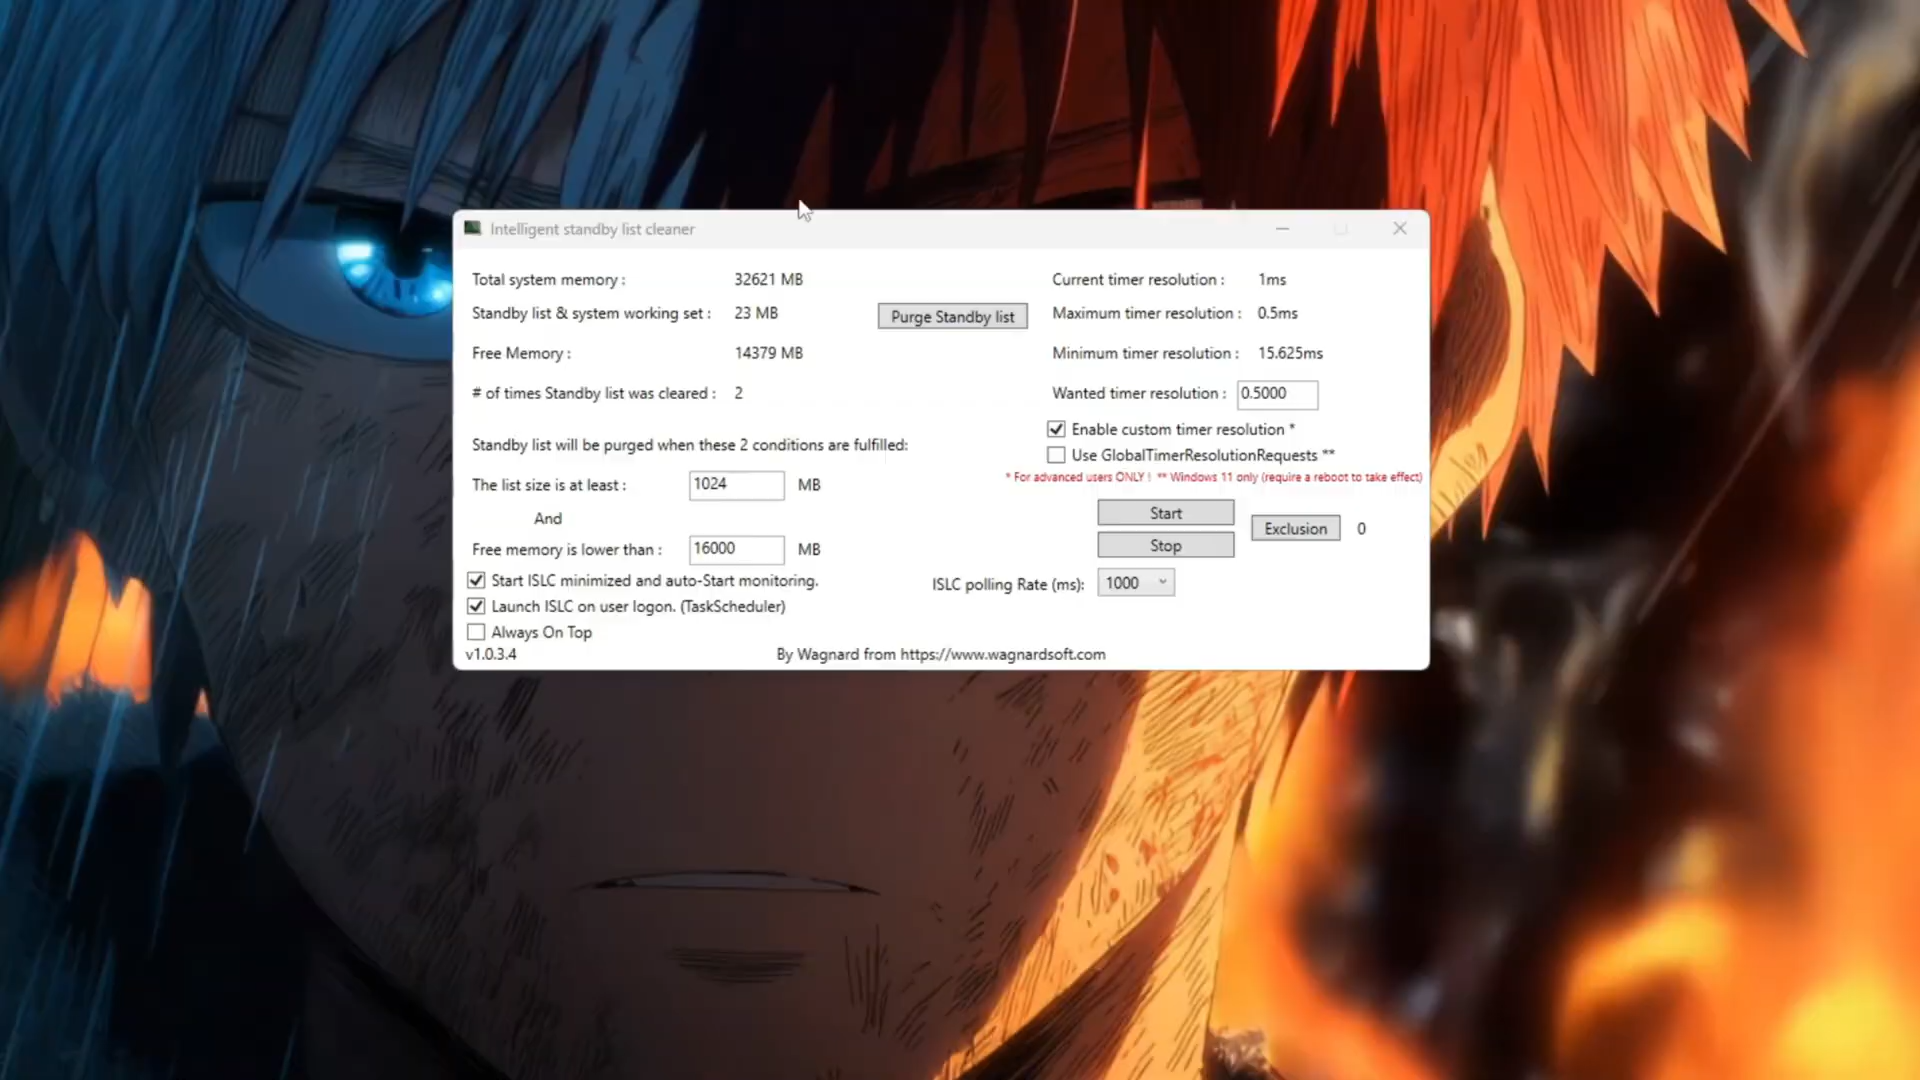 Intelligent standby list cleaner
Total system memory : 32621 MB
Standby list & system working set : 23 MB
Purge Standby list
Free Memory : 14379 MB
# of times Standby list was cleared : 2
Standby list will be purged when these 2 conditions are fulfilled:
The list size is at least : 1024 MB
And
Free memory is lower than : 16000 MB
Start ISLC minimized and auto-Start monitoring.
Launch ISLC on user logon. (TaskScheduler)
Always On Top
v1.0.3.4
Current timer resolution : 1ms
Maximum timer resolution : 0.5ms
Minimum timer resolution : 15.625ms
Wanted timer resolution : 0.5000
Enable custom timer resolution *
Use GlobalTimerResolutionRequests **
* For advanced users ONLY ! ** Windows 11 only (require a reboot to take effect)
Start
Stop
Exclusion 0
ISLC polling Rate (ms): 1000
By Wagnard from https://www.wagnardsoft.com